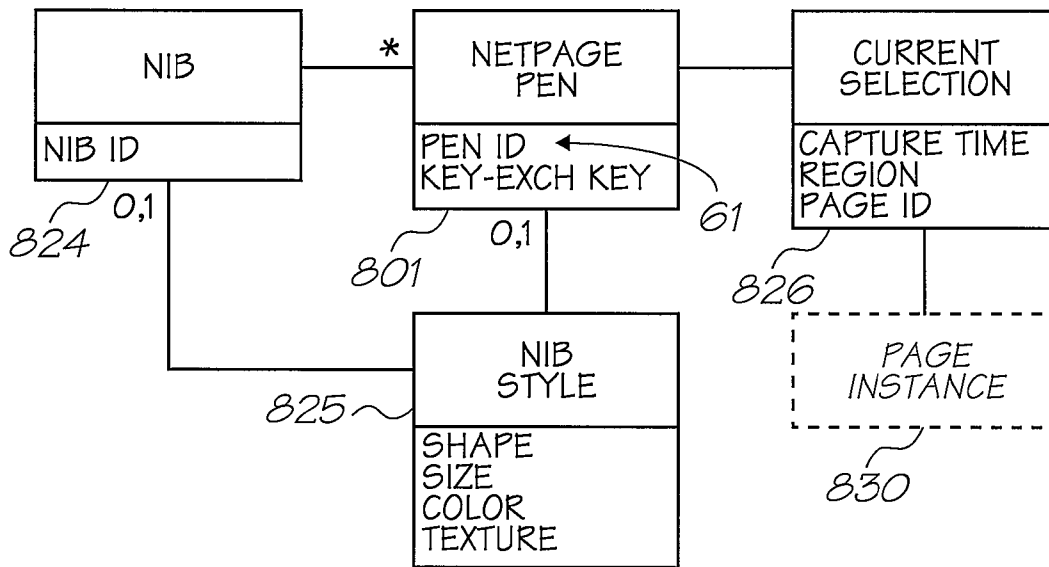 NIB
*
NETPAGE
PEN
CURRENT
SELECTION
NIB ID
PEN ID
KEY-EXCH KEY
CAPTURE TIME
REGION
PAGE ID
0,1
824
801
0,1
61
826
NIB
STYLE
825
SHAPE
SIZE
COLOR
TEXTURE
PAGE
INSTANCE
830